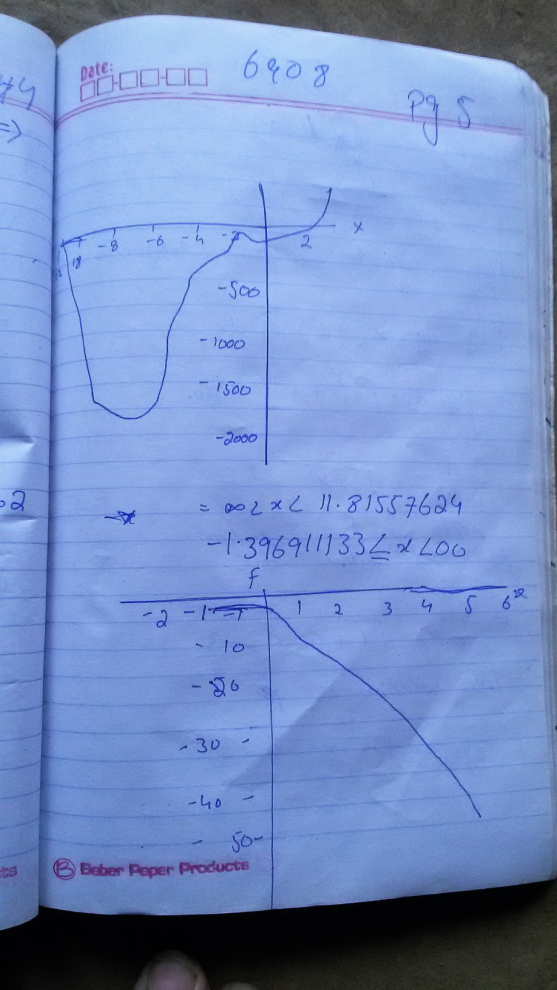 Date:
6908
Pg 5
x
-8 -6 -4 -2 2
-500
-1000
-1500
-2000
= ∞ < x < 11.81557624
-1.396911133 ≤ x < ∞
F
-2 -1 1 2 3 4 5 6
- 10
- 20
- 30 -
- 40 -
- 50 -
B Beber Paper Products